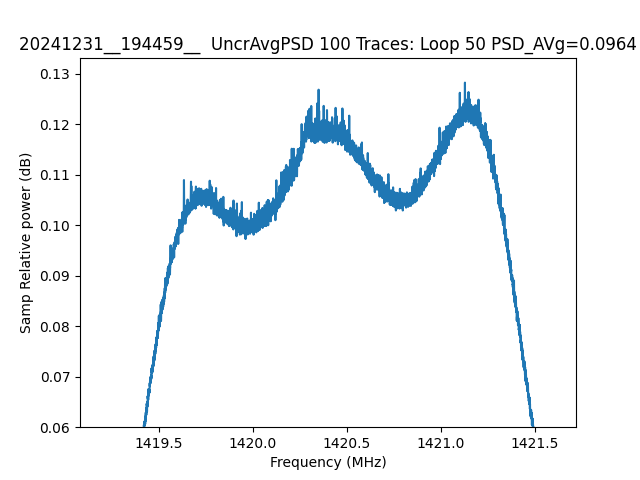 20241231__194459__ UncrAvgPSD 100 Traces: Loop 50 PSD_AVg=0.0964
0.13
0.12
0.11
0.10
0.09
0.08
0.07
0.06
Samp Relative power (dB)
1419.5 1420.0 1420.5 1421.0 1421.5
Frequency (MHz)